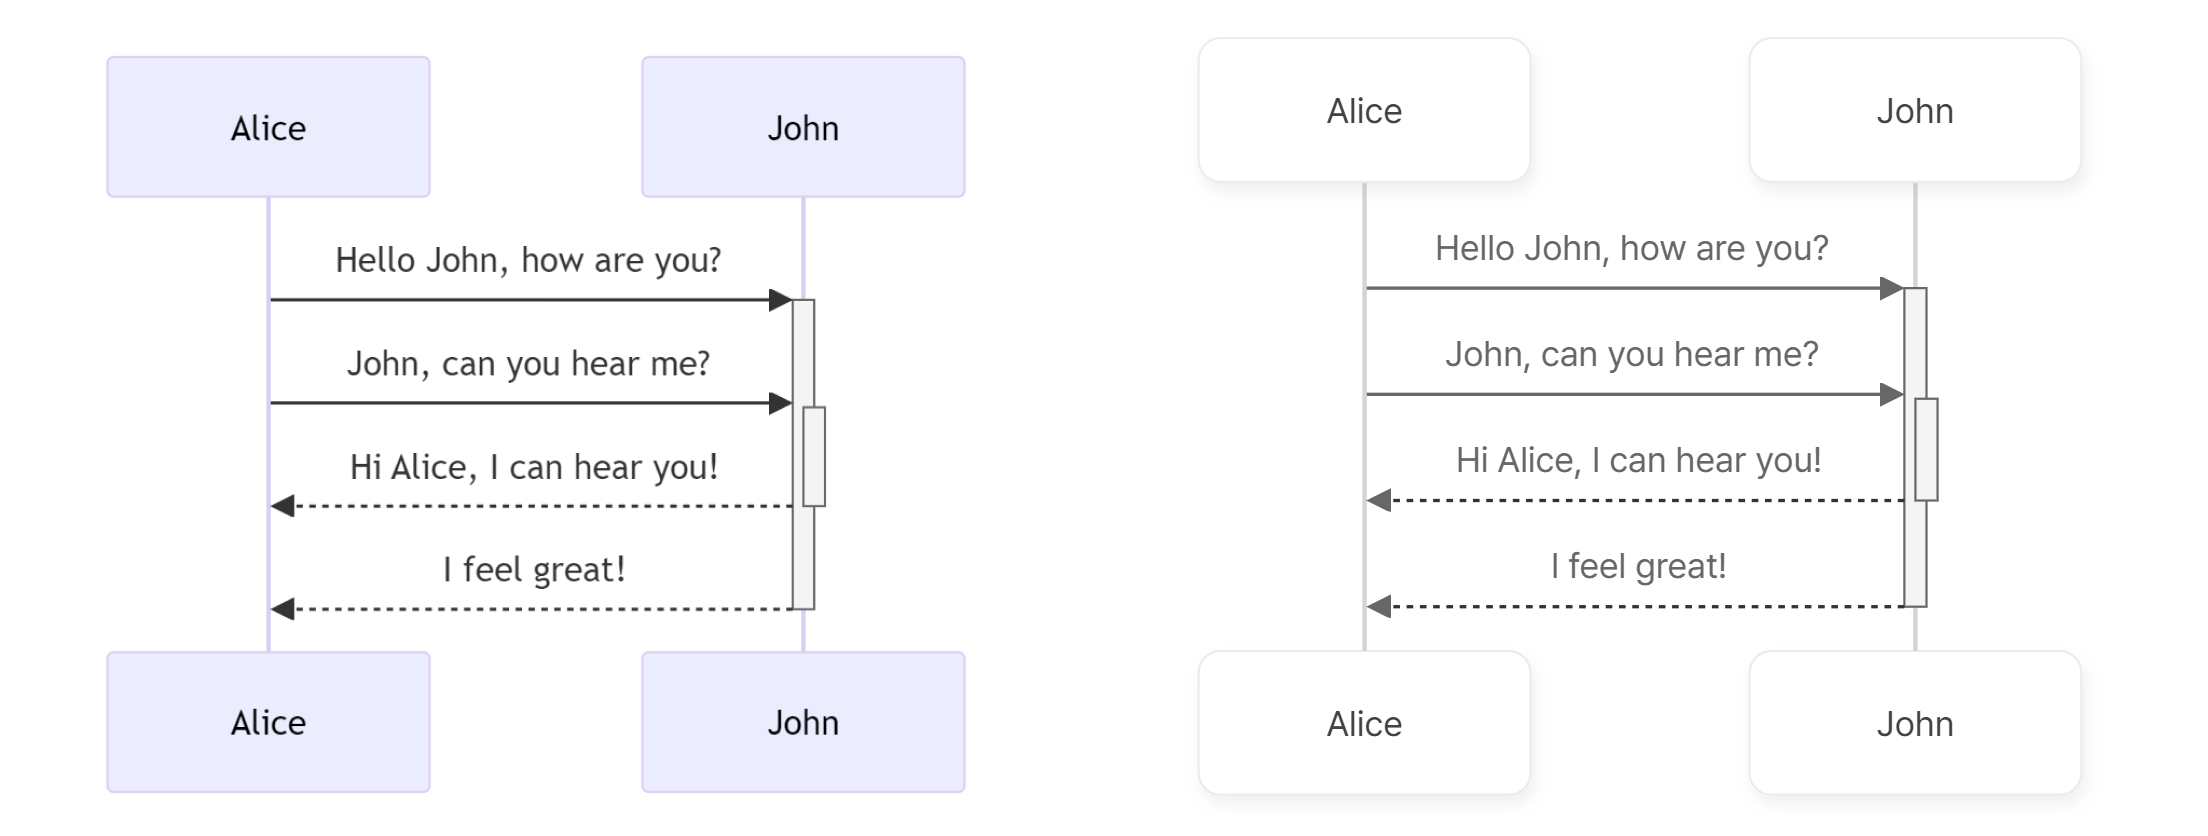 Alice
John
Hello John, how are you?
John, can you hear me?
Hi Alice, I can hear you!
I feel great!
Alice
John
Alice
John
Hello John, how are you?
John, can you hear me?
Hi Alice, I can hear you!
I feel great!
Alice
John